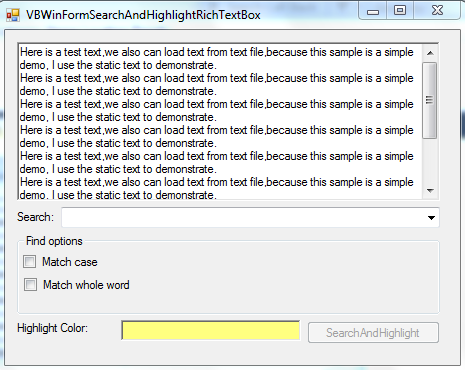 VBWinFormSearchAndHighlightRichTextBox
Here is a test text,we also can load text from text file,because this sample is a simple
demo, I use the static text to demonstrate.
Here is a test text,we also can load text from text file,because this sample is a simple
demo, I use the static text to demonstrate.
Here is a test text,we also can load text from text file,because this sample is a simple
demo, I use the static text to demonstrate.
Here is a test text,we also can load text from text file,because this sample is a simple
demo, I use the static text to demonstrate.
Here is a test text,we also can load text from text file,because this sample is a simple
demo, I use the static text to demonstrate.
Here is a test text,we also can load text from text file,because this sample is a simple
demo, I use the static text to demonstrate.
Search:
Find options
Match case
Match whole word
Highlight Color:
SearchAndHighlight